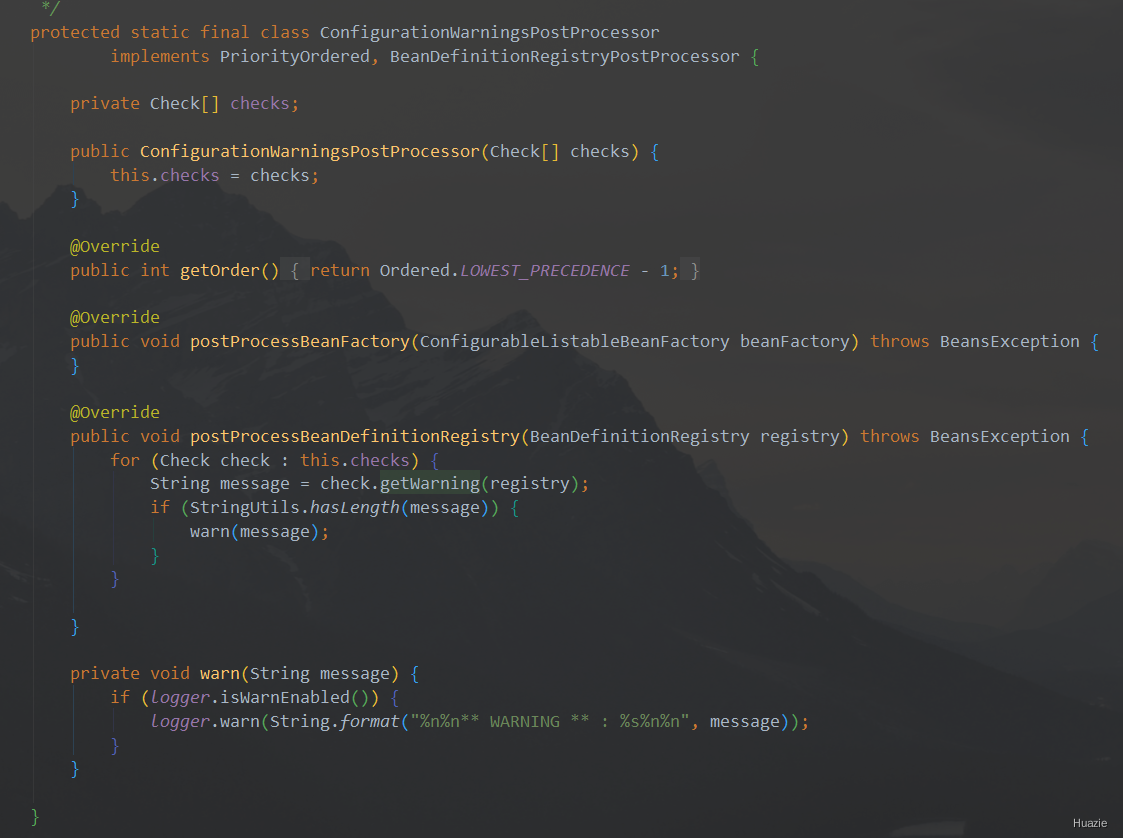 */
protected static final class ConfigurationWarningsPostProcessor
implements PriorityOrdered, BeanDefinitionRegistryPostProcessor {
private Check[] checks;
public ConfigurationWarningsPostProcessor(Check[] checks) {
this.checks = checks;
}
@Override
public int getOrder() { return Ordered.LOWEST_PRECEDENCE - 1; }
@Override
public void postProcessBeanFactory(ConfigurableListableBeanFactory beanFactory) throws BeansException {
}
@Override
public void postProcessBeanDefinitionRegistry(BeanDefinitionRegistry registry) throws BeansException {
for (Check check : this.checks) {
String message = check.getWarning(registry);
if (StringUtils.hasLength(message)) {
warn(message);
}
}
}
private void warn(String message) {
if (logger.isWarnEnabled()) {
logger.warn(String.format("%n%n** WARNING ** : %s%n%n", message));
}
}
}
Huazie